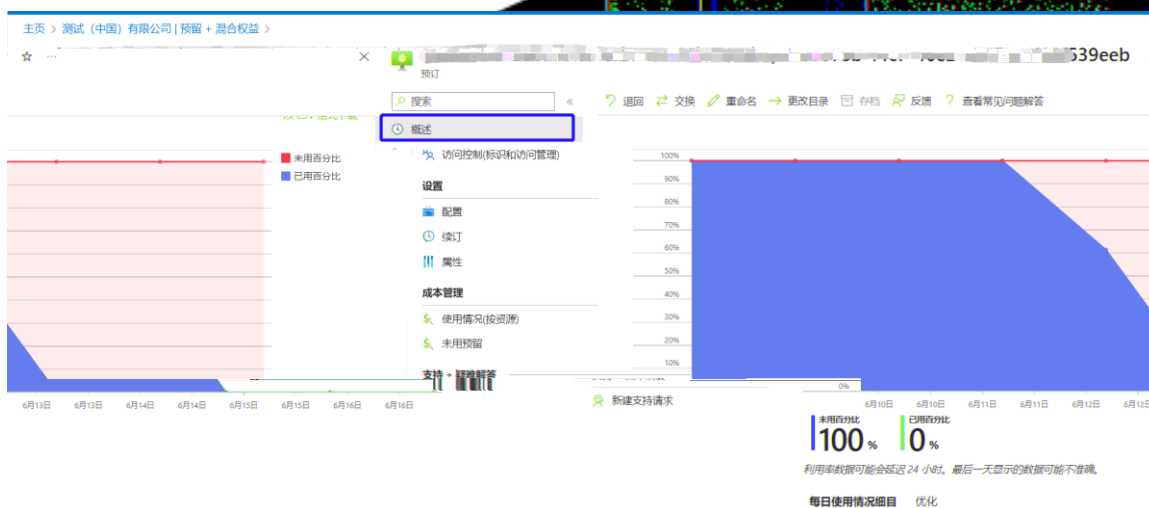 主页 > 测试（中国）有限公司 | 预留 + 混合权益 >
539eeb
预订
搜索
«
退回
交换
重命名
更改目录
存档
反馈
查看常见问题解答
概述
访问控制(标识和访问管理)
设置
配置
续订
属性
成本管理
使用情况(按资源)
未用预留
支持 + 疑难解答
新建支持请求
未用百分比
已用百分比
6月13日 6月13日 6月14日 6月14日 6月15日 6月15日 6月16日 6月16日
100%
90%
80%
70%
60%
50%
40%
30%
20%
10%
0%
6月10日 6月10日 6月11日 6月11日 6月12日 6月12日
未用百分比 已用百分比
100 % 0 %
利用率数据可能会延迟 24 小时。最后一天显示的数据可能不准确。
每日使用情况细目 优化